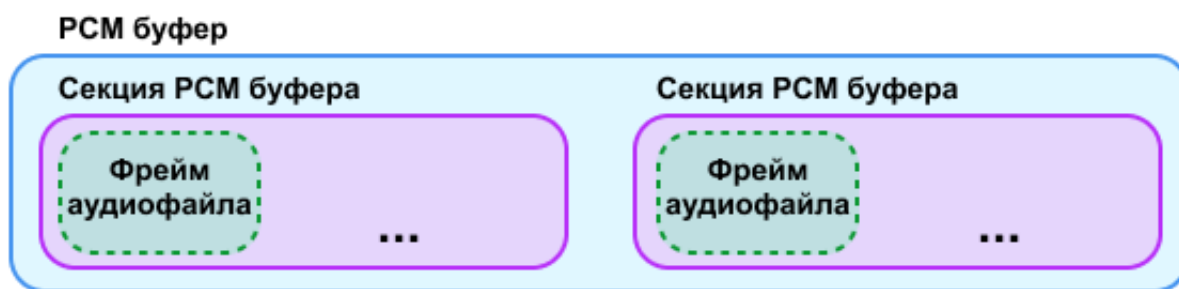 PCM буфер
Секция PCM буфера
Секция PCM буфера
Фрейм
аудиофайла
...
Фрейм
аудиофайла
...